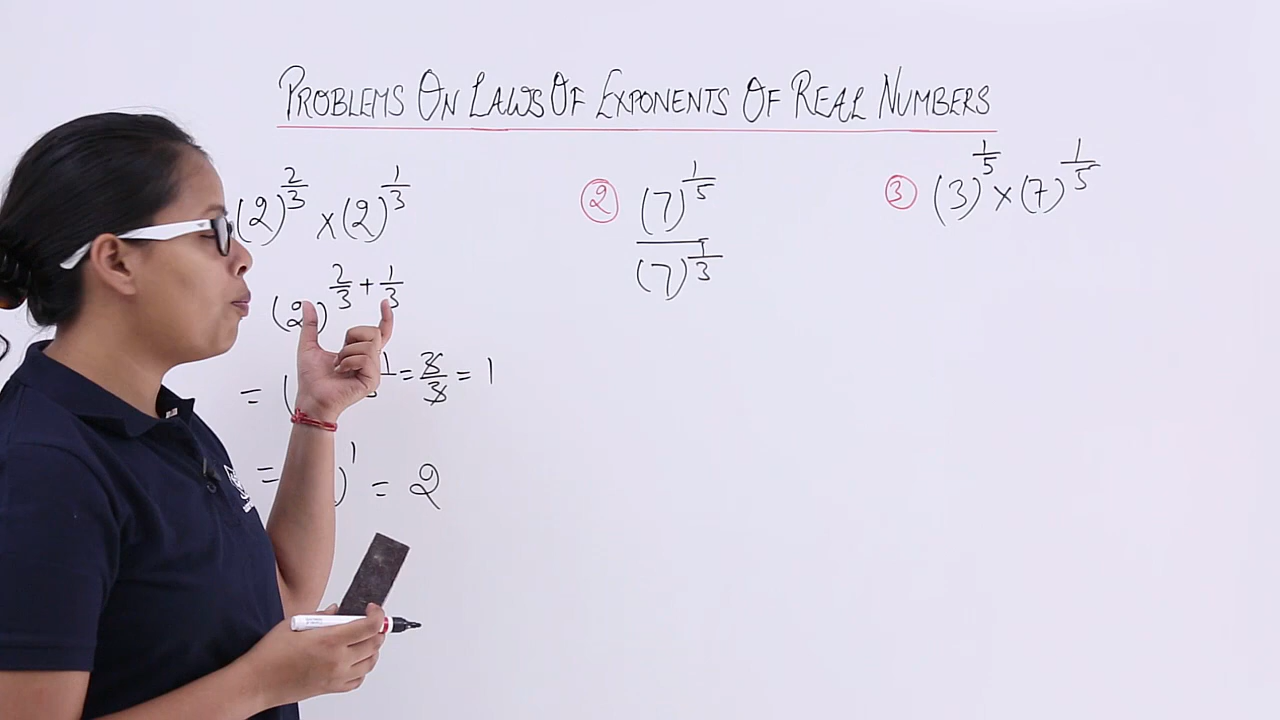 PROBLEMS ON LAWS OF EXPONENTS OF REAL NUMBERS
(2)^{2/3} × (2)^{1/3}
(2)^{2/3 + 1/3}
= ( 1 = 3/3 = 1
= )^1 = 2
② (7)^{1/5}
(7)^{1/3}
③ (3)^{1/5} × (7)^{1/5}